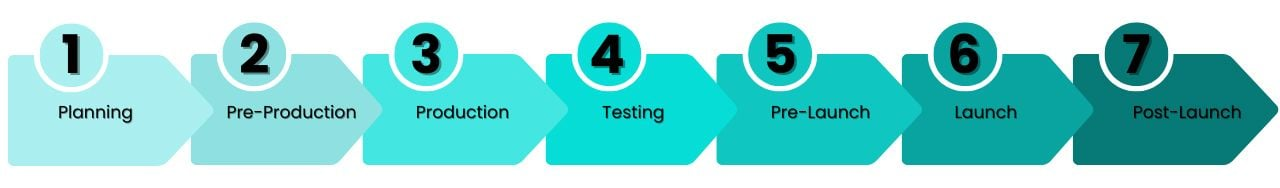 1
Planning
2
Pre-Production
3
Production
4
Testing
5
Pre-Launch
6
Launch
7
Post-Launch